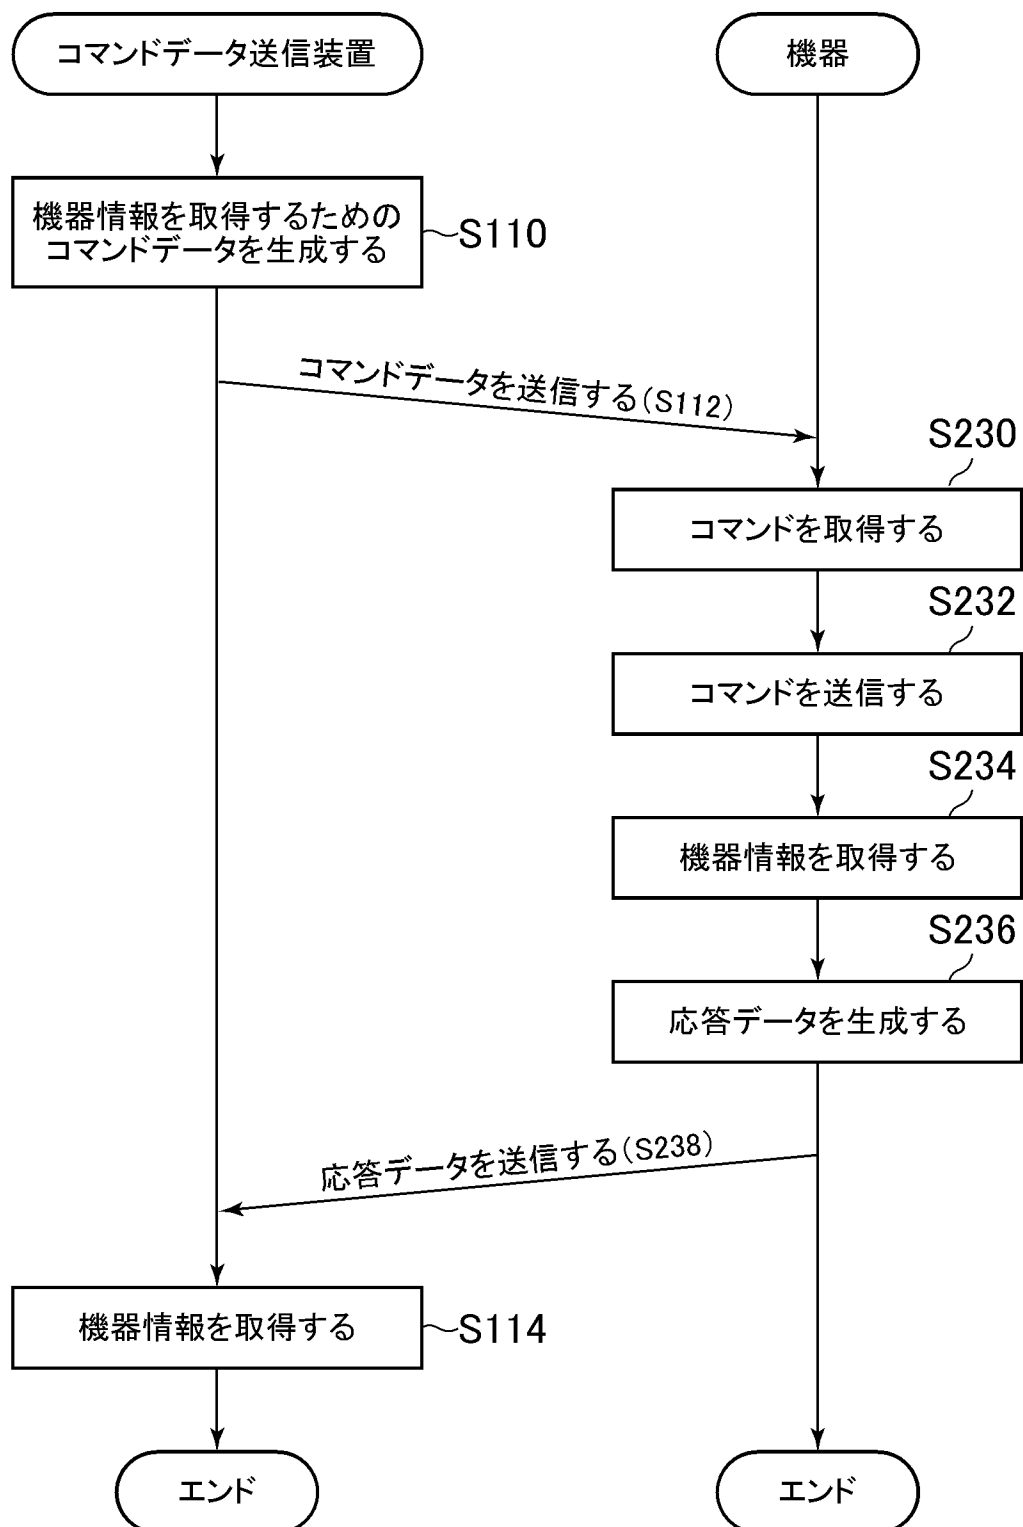 コマンドデータ送信装置
機器
機器情報を取得するための
コマンドデータを生成する
S110
コマンドデータを送信する(S112)
S230
コマンドを取得する
S232
コマンドを送信する
S234
機器情報を取得する
S236
応答データを生成する
応答データを送信する(S238)
機器情報を取得する
S114
エンド
エンド